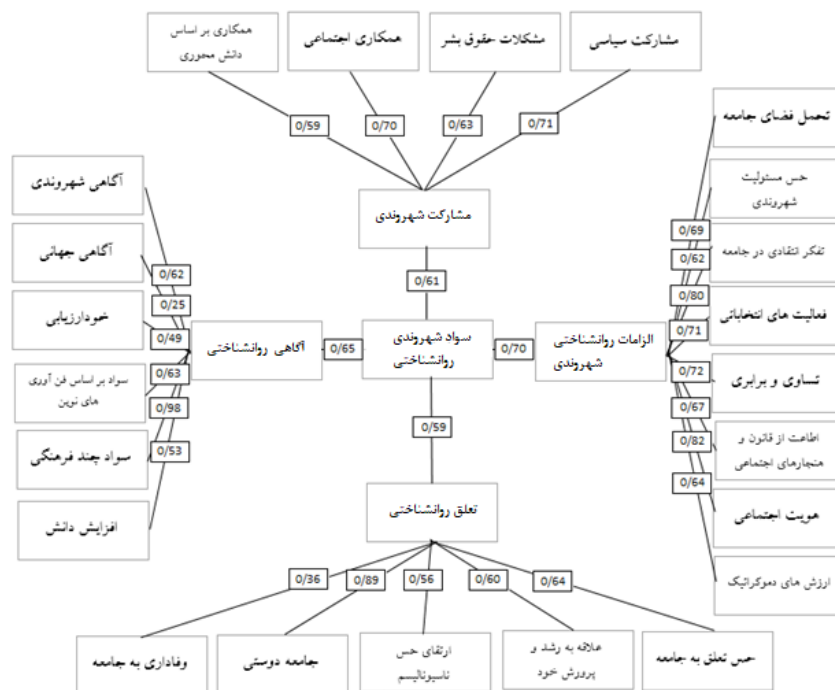 همکاری بر اساس
دانش محوری
همکاری اجتماعی
مشکلات حقوق بشر
مشارکت سیاسی
0/59
0/70
0/63
0/71
مشارکت شهروندی
0/61
آگاهی شهروندی
آگاهی جهانی
خودارزیابی
سواد بر اساس فن آوری
های نوین
سواد چند فرهنگی
افزایش دانش
0/62
0/25
0/49
0/63
0/98
0/53
آگاهی روانشناختی
0/65
سواد شهروندی
روانشناختی
0/70
الزامات روانشناختی
شهروندی
0/69
0/62
0/80
0/71
0/72
0/67
0/82
0/64
تحمل فضای جامعه
حس مسئولیت
شهروندی
تفکر انتقادی در جامعه
فعالیت های انتخاباتی
تساوی و برابری
اطاعت از قانون و
هنجارهای اجتماعی
هویت اجتماعی
ارزش های دموکراتیک
0/59
تعلق روانشناختی
0/36
0/89
0/56
0/60
0/64
وفاداری به جامعه
جامعه دوستی
ارتقای حس
ناسیونالیسم
علاقه به رشد و
پرورش خود
حس تعلق به جامعه